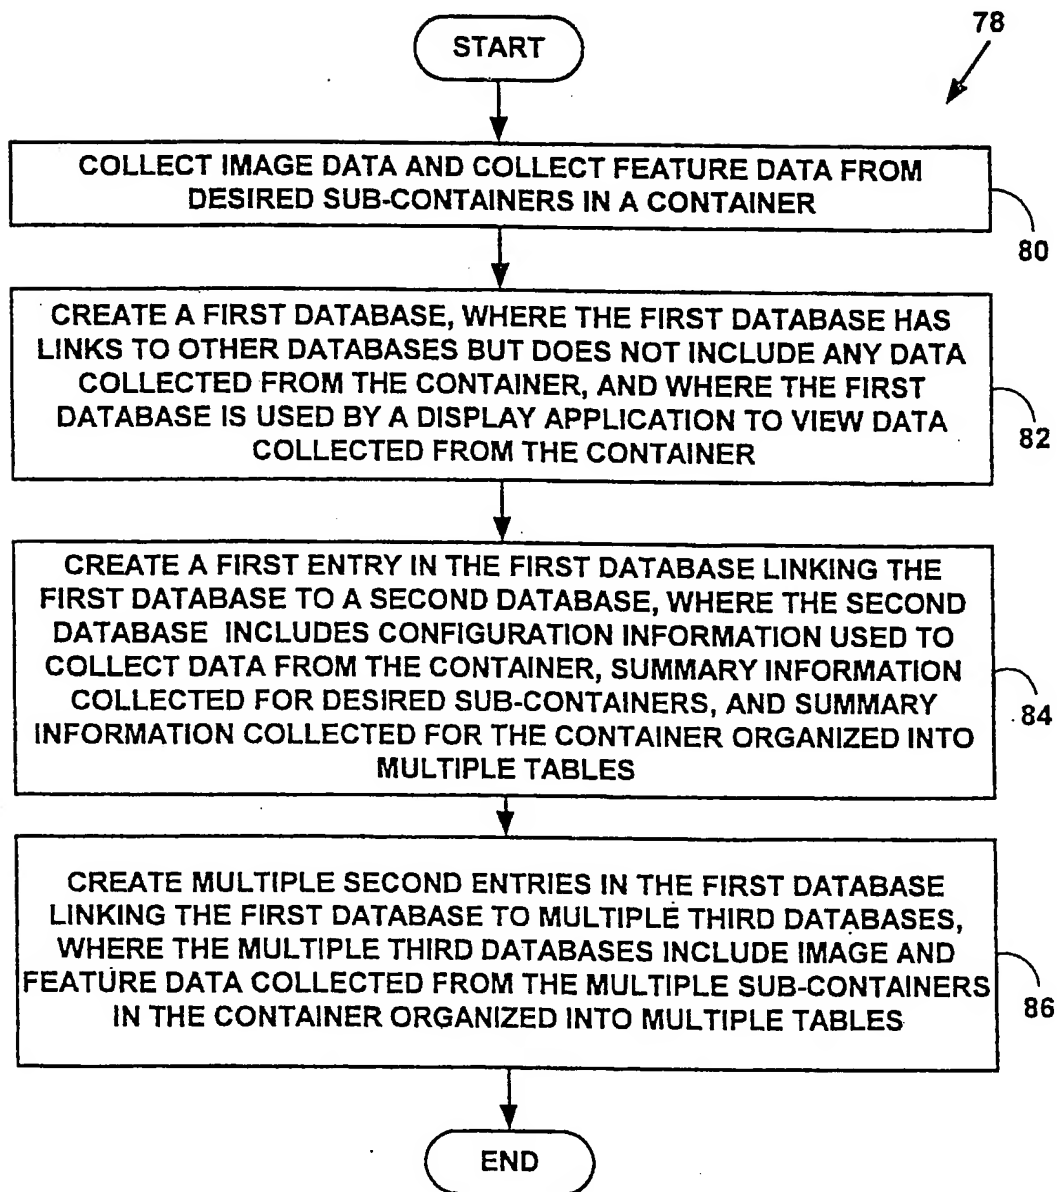 78
START
COLLECT IMAGE DATA AND COLLECT FEATURE DATA FROM
DESIRED SUB-CONTAINERS IN A CONTAINER
80
CREATE A FIRST DATABASE, WHERE THE FIRST DATABASE HAS
LINKS TO OTHER DATABASES BUT DOES NOT INCLUDE ANY DATA
COLLECTED FROM THE CONTAINER, AND WHERE THE FIRST
DATABASE IS USED BY A DISPLAY APPLICATION TO VIEW DATA
COLLECTED FROM THE CONTAINER
82
CREATE A FIRST ENTRY IN THE FIRST DATABASE LINKING THE
FIRST DATABASE TO A SECOND DATABASE, WHERE THE SECOND
DATABASE INCLUDES CONFIGURATION INFORMATION USED TO
COLLECT DATA FROM THE CONTAINER, SUMMARY INFORMATION
COLLECTED FOR DESIRED SUB-CONTAINERS, AND SUMMARY
INFORMATION COLLECTED FOR THE CONTAINER ORGANIZED INTO
MULTIPLE TABLES
84
CREATE MULTIPLE SECOND ENTRIES IN THE FIRST DATABASE
LINKING THE FIRST DATABASE TO MULTIPLE THIRD DATABASES,
WHERE THE MULTIPLE THIRD DATABASES INCLUDE IMAGE AND
FEATURE DATA COLLECTED FROM THE MULTIPLE SUB-CONTAINERS
IN THE CONTAINER ORGANIZED INTO MULTIPLE TABLES
86
END